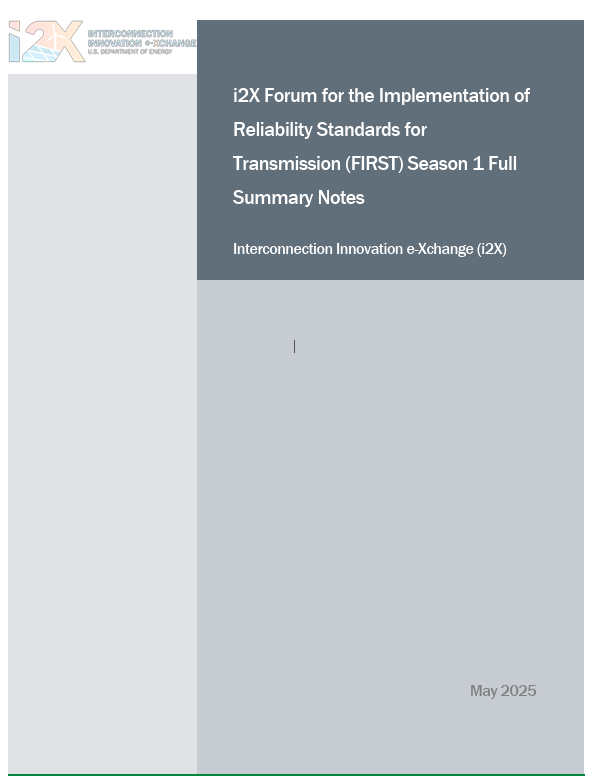 i2X
INTERCONNECTION
INNOVATION e-XCHANGE
U.S. DEPARTMENT OF ENERGY
i2X Forum for the Implementation of
Reliability Standards for
Transmission (FIRST) Season 1 Full
Summary Notes
Interconnection Innovation e-Xchange (i2X)
May 2025